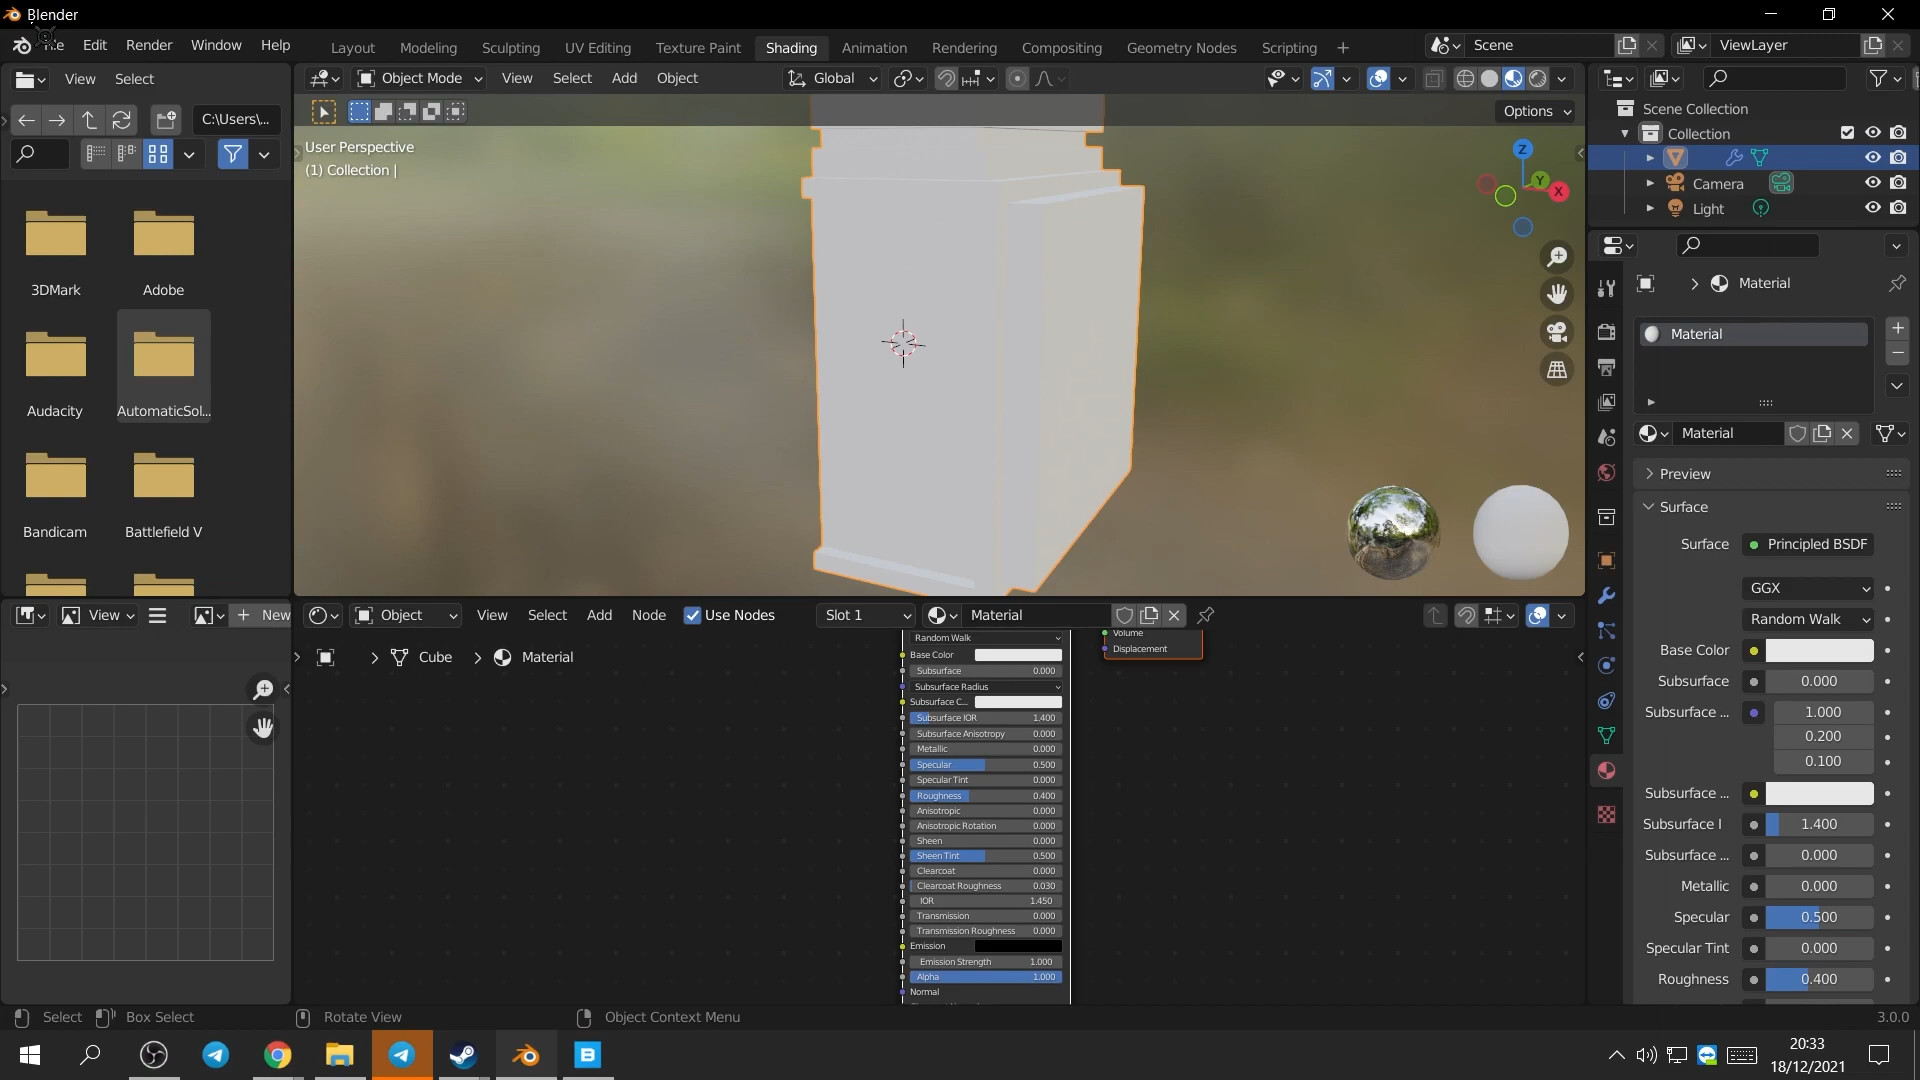 Blender
File Edit Render Window Help
Layout Modeling Sculpting UV Editing Texture Paint Shading Animation Rendering Compositing Geometry Nodes Scripting +
Scene
ViewLayer
View Select
Object Mode View Select Add Object
Global
C:\Users\...
Options
User Perspective
(1) Collection |
Z
Y
X
Scene Collection
Collection
Camera
Light
3DMark
Adobe
Audacity
AutomaticSol...
Bandicam
Battlefield V
Material
Material
Material
Preview
Surface
Surface Principled BSDF
GGX
Random Walk
Base Color
Subsurface 0.000
Subsurface ... 1.000
0.200
0.100
Subsurface ...
Subsurface I 1.400
Subsurface ... 0.000
Metallic 0.000
Specular 0.500
Specular Tint 0.000
Roughness 0.400
View
New
Object View Select Add Node Use Nodes
Slot 1
Material
Cube Material
Random Walk
Base Color
Subsurface 0.000
Subsurface Radius
Subsurface C...
Subsurface IOR 1.400
Subsurface Anisotropy 0.000
Metallic 0.000
Specular 0.500
Specular Tint 0.000
Roughness 0.400
Anisotropic 0.000
Anisotropic Rotation 0.000
Sheen 0.000
Sheen Tint 0.500
Clearcoat 0.000
Clearcoat Roughness 0.030
IOR 1.450
Transmission 0.000
Transmission Roughness 0.000
Emission
Emission Strength 1.000
Alpha 1.000
Normal
Volume
Displacement
Select Box Select Rotate View Object Context Menu
3.0.0
20:33
18/12/2021